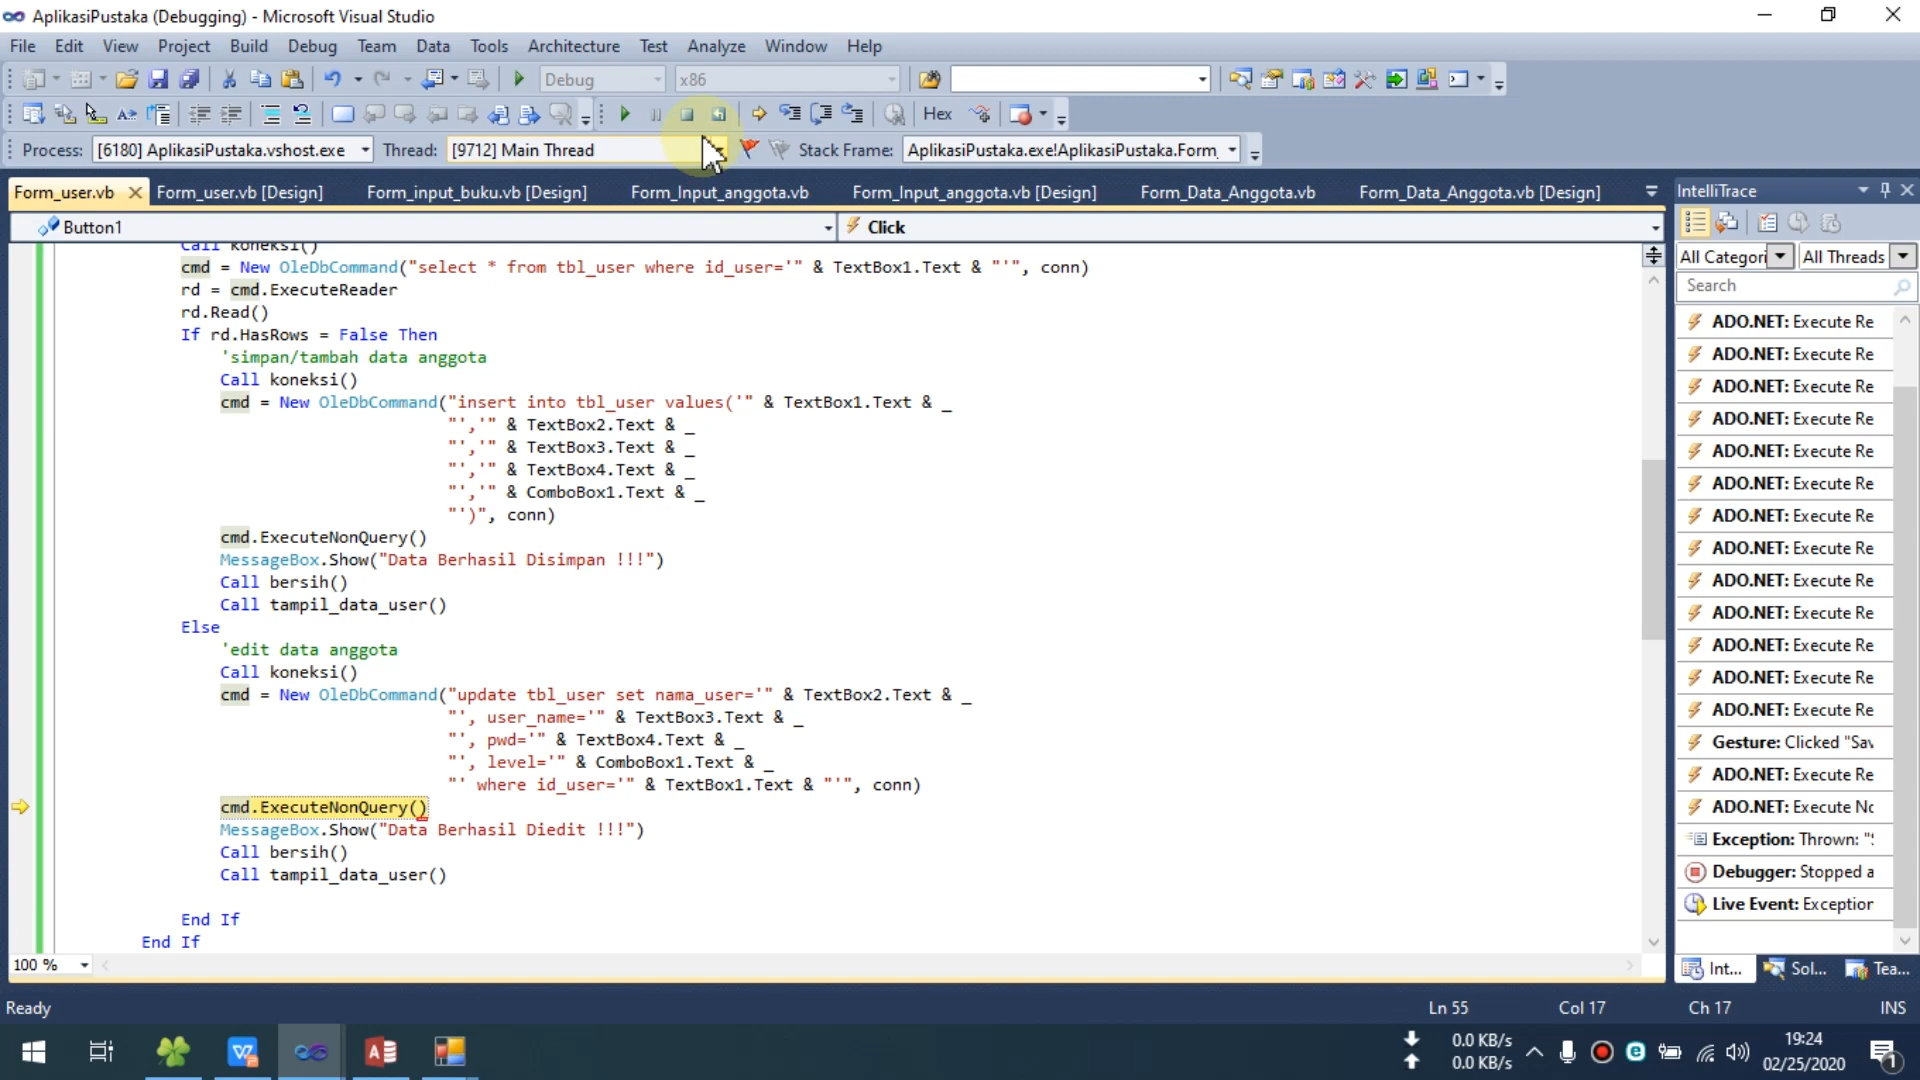 AplikasiPustaka (Debugging) - Microsoft Visual Studio
File Edit View Project Build Debug Team Data Tools Architecture Test Analyze Window Help
Debug x86
Hex
Process: [6180] AplikasiPustaka.vshost.exe Thread: [9712] Main Thread Stack Frame: AplikasiPustaka.exe!AplikasiPustaka.Form_
Form_user.vb Form_user.vb [Design] Form_input_buku.vb [Design] Form_Input_anggota.vb Form_Input_anggota.vb [Design] Form_Data_Anggota.vb Form_Data_Anggota.vb [Design]
Button1 Click
Call koneksi()
cmd = New OleDbCommand("select * from tbl_user where id_user='" & TextBox1.Text & "'", conn)
rd = cmd.ExecuteReader
rd.Read()
If rd.HasRows = False Then
'simpan/tambah data anggota
Call koneksi()
cmd = New OleDbCommand("insert into tbl_user values('" & TextBox1.Text & _
"','" & TextBox2.Text & _
"','" & TextBox3.Text & _
"','" & TextBox4.Text & _
"','" & ComboBox1.Text & _
"')", conn)
cmd.ExecuteNonQuery()
MessageBox.Show("Data Berhasil Disimpan !!!")
Call bersih()
Call tampil_data_user()
Else
'edit data anggota
Call koneksi()
cmd = New OleDbCommand("update tbl_user set nama_user='" & TextBox2.Text & _
"', user_name='" & TextBox3.Text & _
"', pwd='" & TextBox4.Text & _
"', level='" & ComboBox1.Text & _
"' where id_user='" & TextBox1.Text & "'", conn)
cmd.ExecuteNonQuery()
MessageBox.Show("Data Berhasil Diedit !!!")
Call bersih()
Call tampil_data_user()
End If
End If
100 %
IntelliTrace
All Categori All Threads
Search
ADO.NET: Execute Re
ADO.NET: Execute Re
ADO.NET: Execute Re
ADO.NET: Execute Re
ADO.NET: Execute Re
ADO.NET: Execute Re
ADO.NET: Execute Re
ADO.NET: Execute Re
ADO.NET: Execute Re
ADO.NET: Execute Re
ADO.NET: Execute Re
ADO.NET: Execute Re
ADO.NET: Execute Re
Gesture: Clicked "Sav
ADO.NET: Execute Re
ADO.NET: Execute Nc
Exception: Thrown: "
Debugger: Stopped a
Live Event: Exception
Int... Sol... Tea...
Ready Ln 55 Col 17 Ch 17 INS
0.0 KB/s
0.0 KB/s
19:24
02/25/2020
1